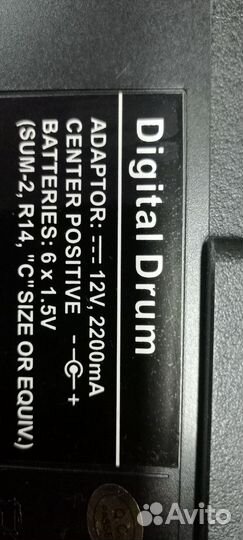 Digital Drum
ADAPTOR: ⎓ 12V, 2200mA
CENTER POSITIVE - +
BATTERIES: 6 x 1.5V
(SUM-2, R14, "C"SIZE OR EQUIV.)
Avito